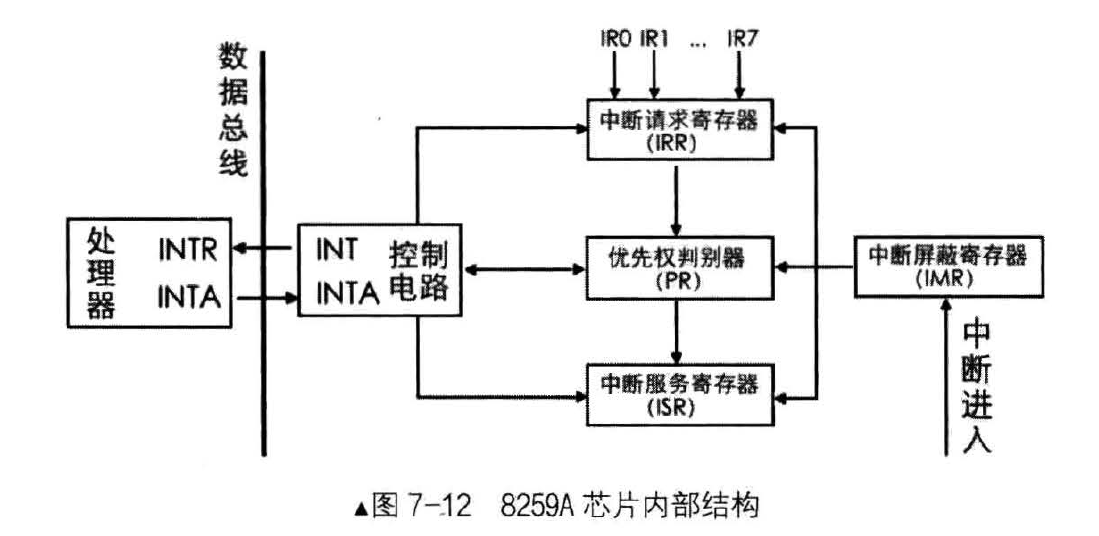 数据总线
IR0 IR1 ... IR7
中断请求寄存器
(IRR)
处理器
INTR
INTA
INT
INTA
控制
电路
优先权判别器
(PR)
中断屏蔽寄存器
(IMR)
中断服务寄存器
(ISR)
中断进入
▲图 7-12 8259A 芯片内部结构